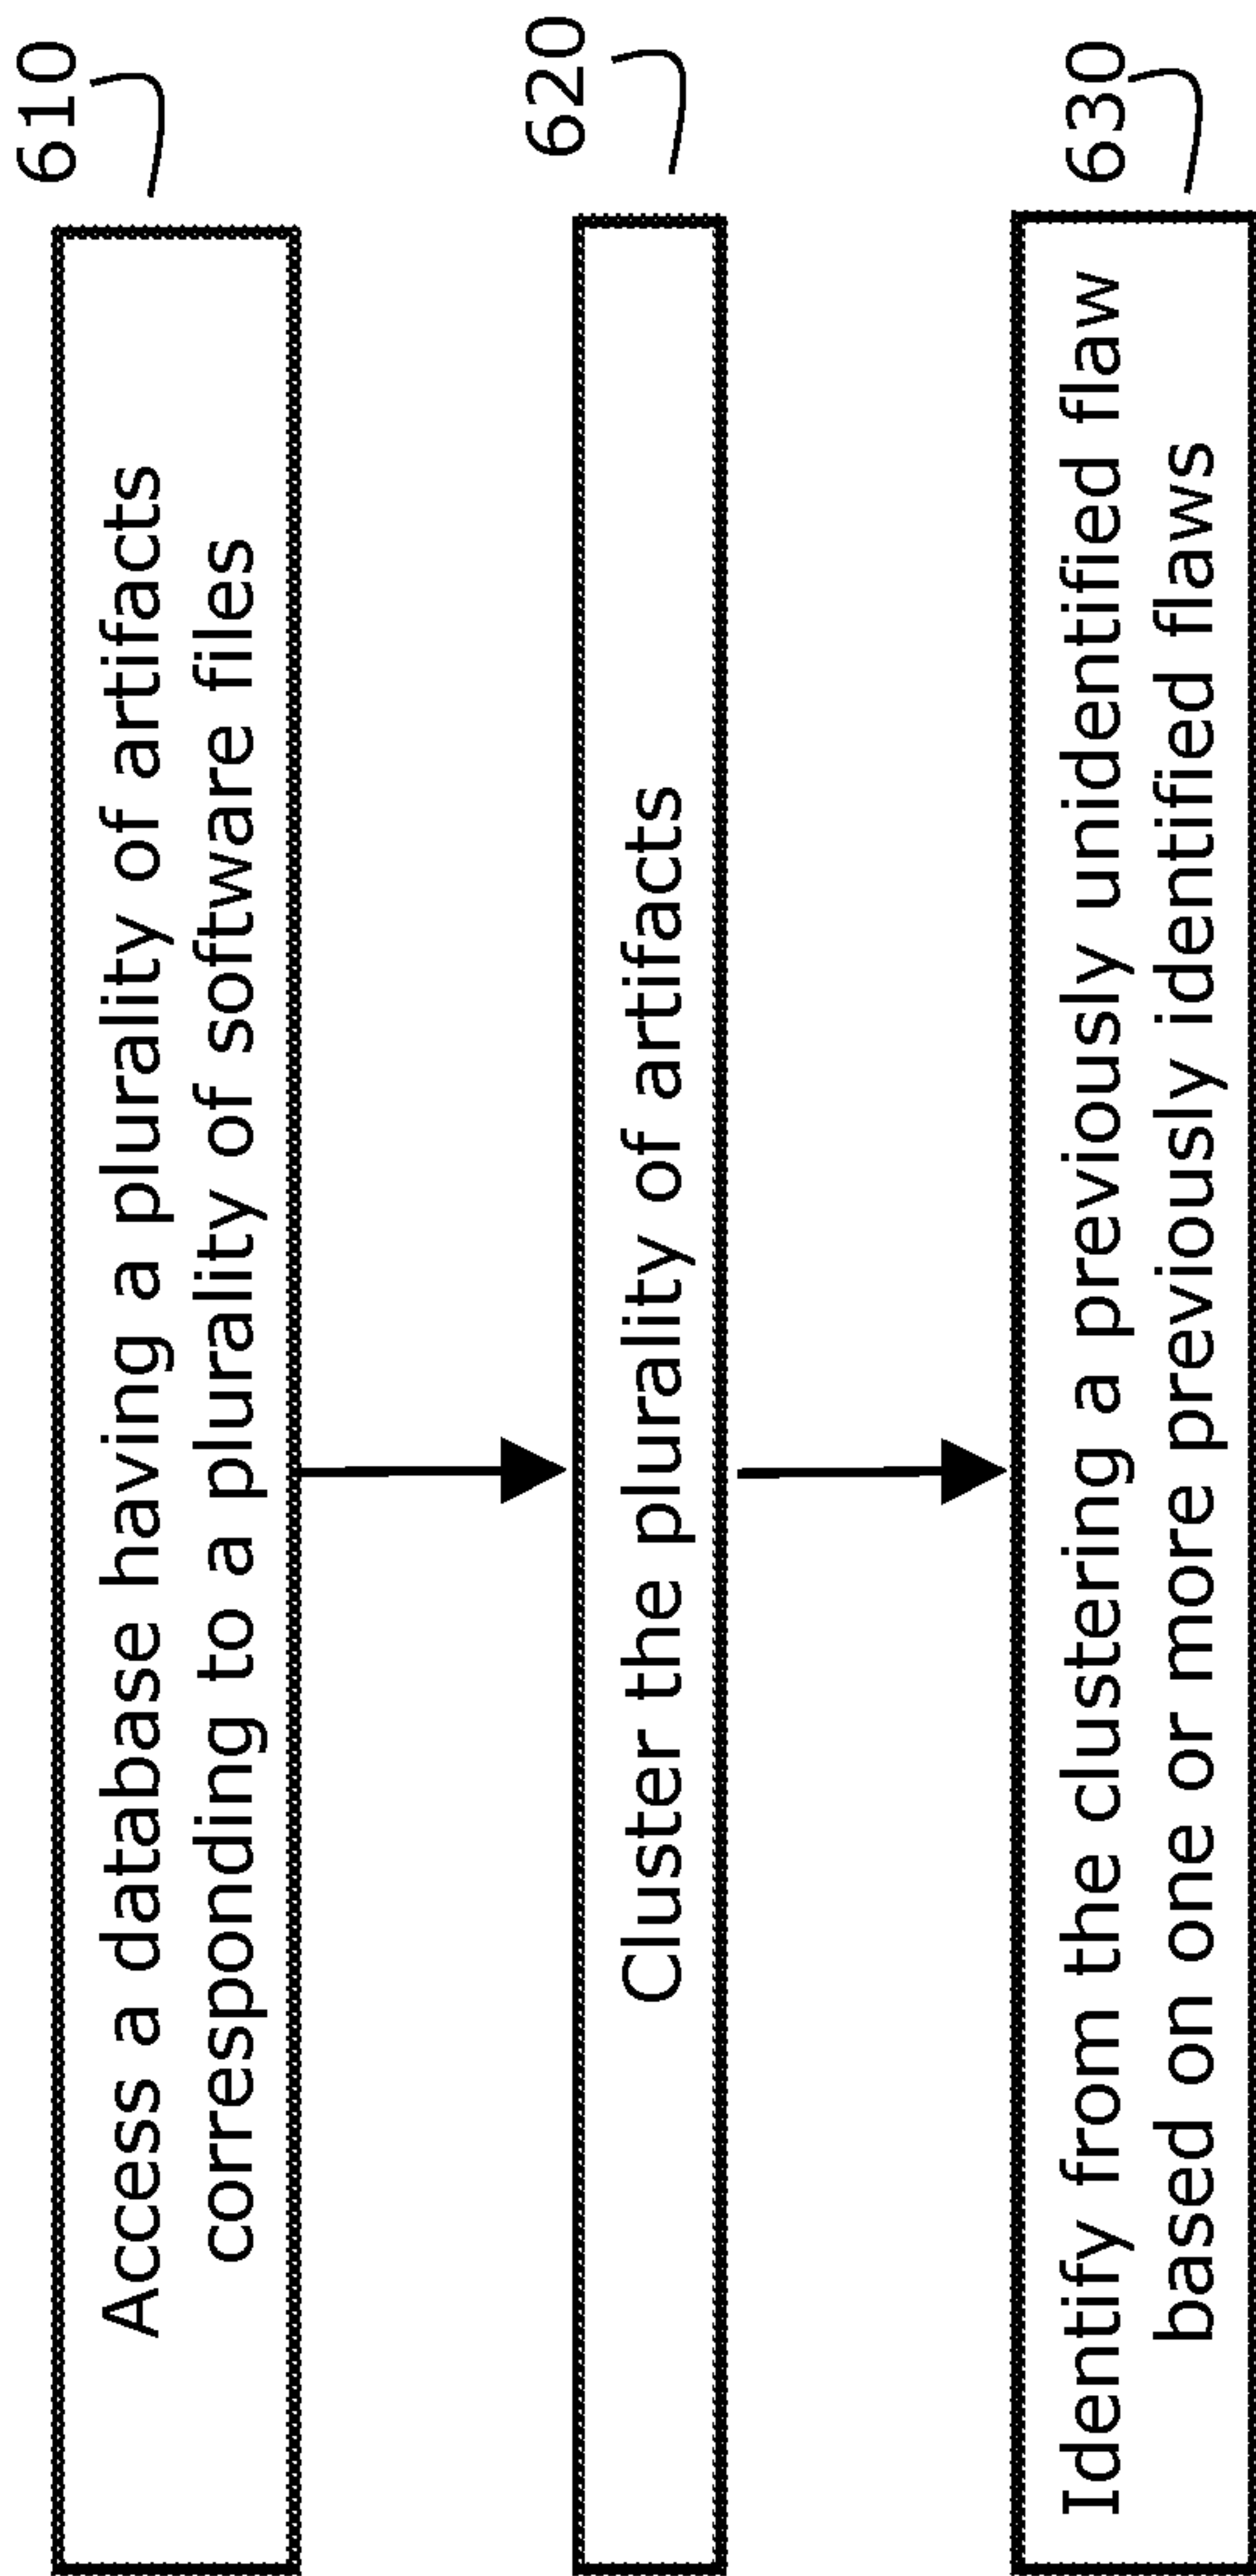 610
Access a database having a plurality of artifacts
corresponding to a plurality of software files
620
Cluster the plurality of artifacts
630
Identify from the clustering a previously unidentified flaw
based on one or more previously identified flaws